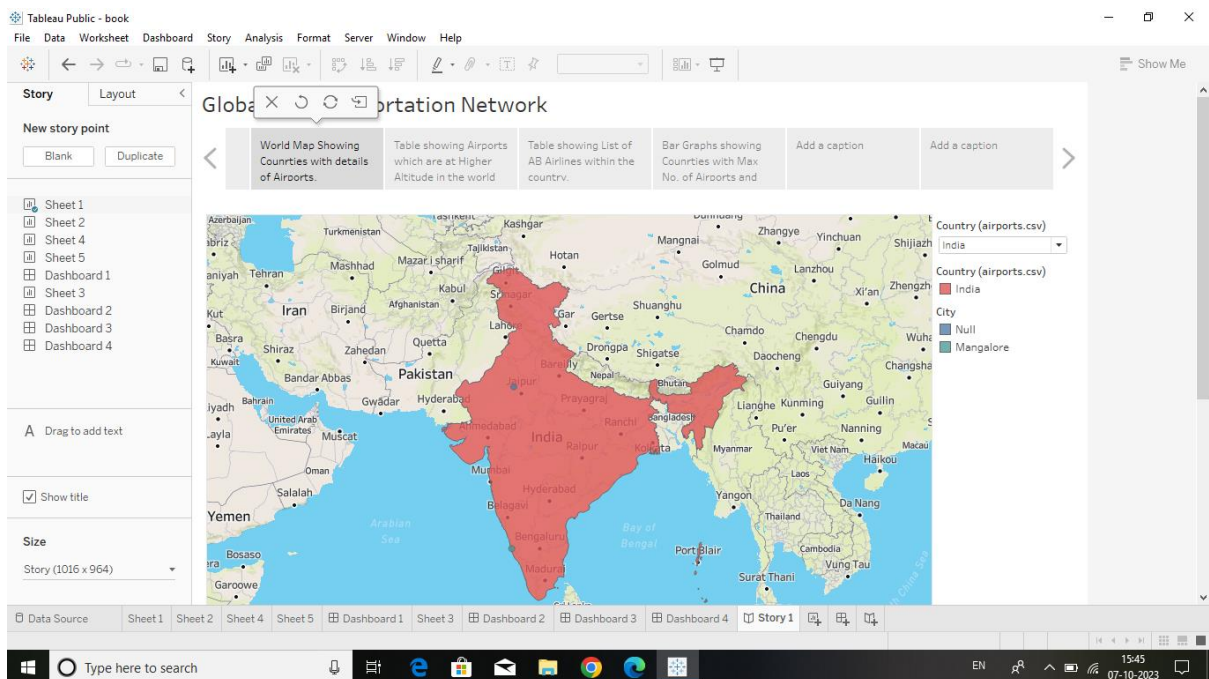 Tableau Public - book
File Data Worksheet Dashboard Story Analysis Format Server Window Help
Show Me
Story Layout
New story point
Blank Duplicate
Sheet 1
Sheet 2
Sheet 4
Sheet 5
Dashboard 1
Sheet 3
Dashboard 2
Dashboard 3
Dashboard 4
A Drag to add text
Show title
Size
Story (1016 x 964)
World Map Showing
Counrties with details
of Airports.
Table showing Airports
which are at Higher
Altitude in the world
Table showing List of
AB Airlines within the
country.
Bar Graphs showing
Counrties with Max
No. of Airports and
Add a caption
Add a caption
Network
Azerbaijan
Turkmenistan
Kashgar
Zhangye
Yinchuan
Tajikistan
Hotan
Mangnai
Mashhad
Mazar i sharif
Golmud
Lanzhou
Tehran
Gilgit
Kabul
China
Xi'an
Iran
Birjand
Afghanistan
Gar
Gertse
Shuanghu
Basra
Quetta
Chamdo
Chengdu
Shiraz
Zahedan
Drongpa
Shigatse
Daocheng
Kuwait
Pakistan
Bareilly
Nepal
Bandar Abbas
Jaipur
Bhutan
Guiyang
Bahrain
Gwadar
Hyderabad
Prayagraj
Lianghe
Kunming
Guilin
United Arab
Emirates
Muscat
Ahmedabad
Ranchi
Bangladesh
Pu'er
Nanning
India
Raipur
Kolkata
Myanmar
Viet Nam
Macau
Oman
Mumbai
Haikou
Laos
Salalah
Hyderabad
Yangon
Da Nang
Yemen
Belagavi
Thailand
Arabian
Sea
Bay of
Bengal
Bengaluru
Port Blair
Cambodia
Bosaso
Vung Tau
Madurai
Surat Thani
Garoowe
Country (airports.csv)
India
Country (airports.csv)
India
City
Null
Mangalore
Data Source Sheet 1 Sheet 2 Sheet 4 Sheet 5 Dashboard 1 Sheet 3 Dashboard 2 Dashboard 3 Dashboard 4 Story 1
Type here to search
EN
15:45
07-10-2023